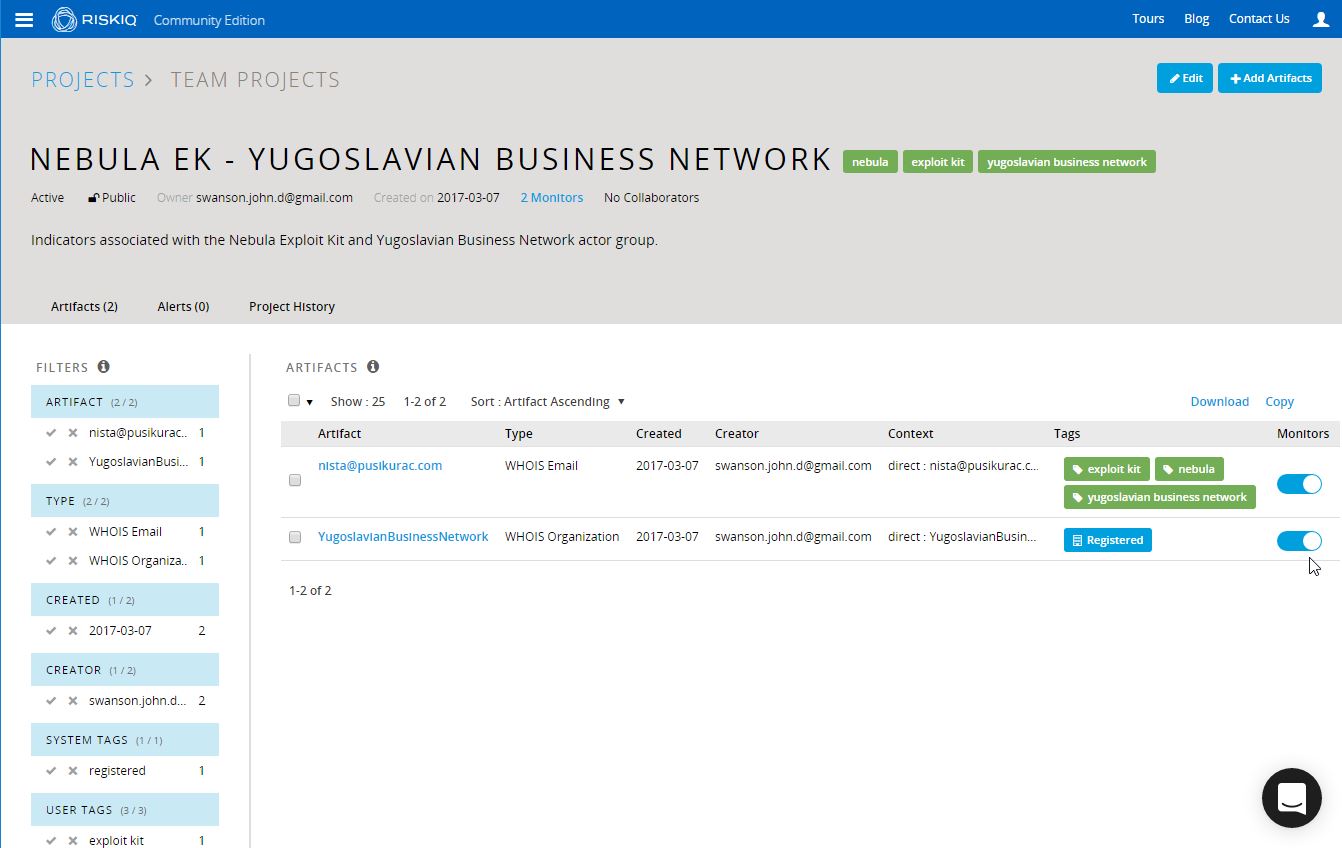 RISKIQ Community Edition Tours Blog Contact Us
PROJECTS > TEAM PROJECTS Edit Add Artifacts
NEBULA EK - YUGOSLAVIAN BUSINESS NETWORK nebula exploit kit yugoslavian business network
Active Public Owner swanson.john.d@gmail.com Created on 2017-03-07 2 Monitors No Collaborators
Indicators associated with the Nebula Exploit Kit and Yugoslavian Business Network actor group.
Artifacts (2) Alerts (0) Project History
FILTERS
ARTIFACT (2 / 2)
nista@pusikurac.. 1
YugoslavianBusi... 1
TYPE (2 / 2)
WHOIS Email 1
WHOIS Organiza.. 1
CREATED (1 / 2)
2017-03-07 2
CREATOR (1 / 2)
swanson.john.d... 2
SYSTEM TAGS (1 / 1)
registered 1
USER TAGS (3 / 3)
exploit kit 1
ARTIFACTS
Show : 25 1-2 of 2 Sort : Artifact Ascending Download Copy
Artifact Type Created Creator Context Tags Monitors
nista@pusikurac.com WHOIS Email 2017-03-07 swanson.john.d@gmail.com direct : nista@pusikurac.c... exploit kit nebula
yugoslavian business network
YugoslavianBusinessNetwork WHOIS Organization 2017-03-07 swanson.john.d@gmail.com direct : YugoslavianBusin... Registered
1-2 of 2